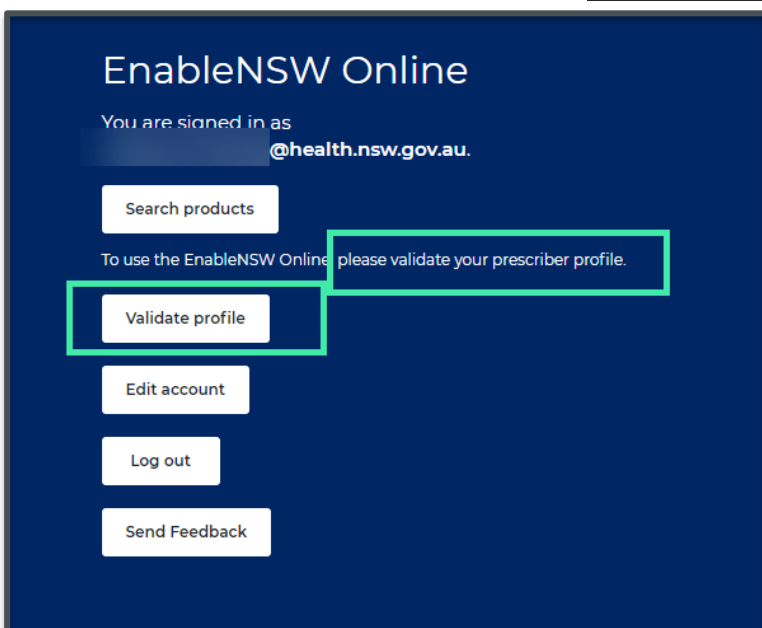 EnableNSW Online
You are signed in as
@health.nsw.gov.au.
Search products
To use the EnableNSW Online please validate your prescriber profile.
Validate profile
Edit account
Log out
Send Feedback